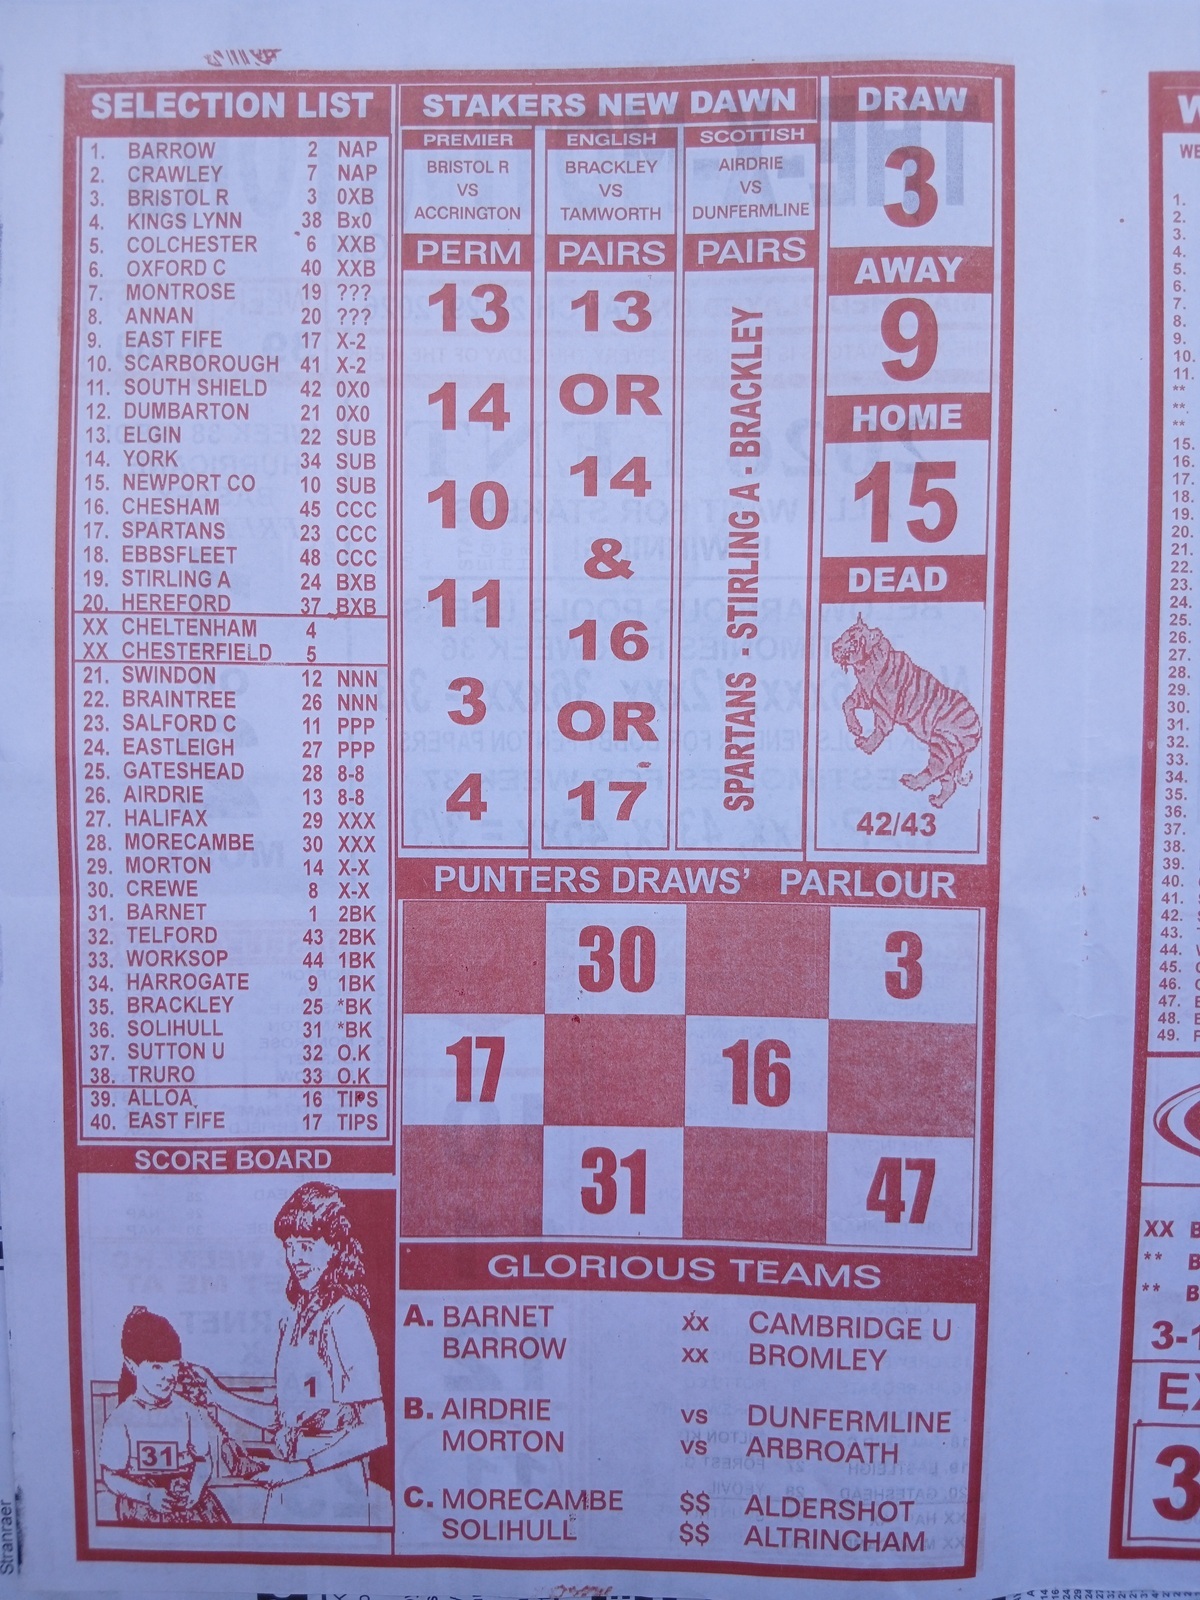 SELECTION LIST
1. BARROW 2 NAP
2. CRAWLEY 7 NAP
3. BRISTOL R 3 0XB
4. KINGS LYNN 38 Bx0
5. COLCHESTER 6 XXB
6. OXFORD C 40 XXB
7. MONTROSE 19 ???
8. ANNAN 20 ???
9. EAST FIFE 17 X-2
10. SCARBOROUGH 41 X-2
11. SOUTH SHIELD 42 0X0
12. DUMBARTON 21 0X0
13. ELGIN 22 SUB
14. YORK 34 SUB
15. NEWPORT CO 10 SUB
16. CHESHAM 45 CCC
17. SPARTANS 23 CCC
18. EBBSFLEET 48 CCC
19. STIRLING A 24 BXB
20. HEREFORD 37 BXB
XX CHELTENHAM 4
XX CHESTERFIELD 5
21. SWINDON 12 NNN
22. BRAINTREE 26 NNN
23. SALFORD C 11 PPP
24. EASTLEIGH 27 PPP
25. GATESHEAD 28 8-8
26. AIRDRIE 13 8-8
27. HALIFAX 29 XXX
28. MORECAMBE 30 XXX
29. MORTON 14 X-X
30. CREWE 8 X-X
31. BARNET 1 2BK
32. TELFORD 43 2BK
33. WORKSOP 44 1BK
34. HARROGATE 9 1BK
35. BRACKLEY 25 *BK
36. SOLIHULL 31 *BK
37. SUTTON U 32 O.K
38. TRURO 33 O.K
39. ALLOA 16 TIPS
40. EAST FIFE 17 TIPS
SCORE BOARD
1
31
STAKERS NEW DAWN
PREMIER
BRISTOL R
VS
ACCRINGTON
PERM
13
14
10
11
3
4
ENGLISH
BRACKLEY
VS
TAMWORTH
PAIRS
13
OR
14
&
16
OR
17
SCOTTISH
AIRDRIE
VS
DUNFERMLINE
PAIRS
SPARTANS - STIRLING A - BRACKLEY
DRAW
3
AWAY
9
HOME
15
DEAD
42/43
PUNTERS DRAWS' PARLOUR
30 3
17 16
31 47
GLORIOUS TEAMS
A. BARNET xx CAMBRIDGE U
BARROW xx BROMLEY
B. AIRDRIE vs DUNFERMLINE
MORTON vs ARBROATH
C. MORECAMBE $$ ALDERSHOT
SOLIHULL $$ ALTRINCHAM
Stranraer